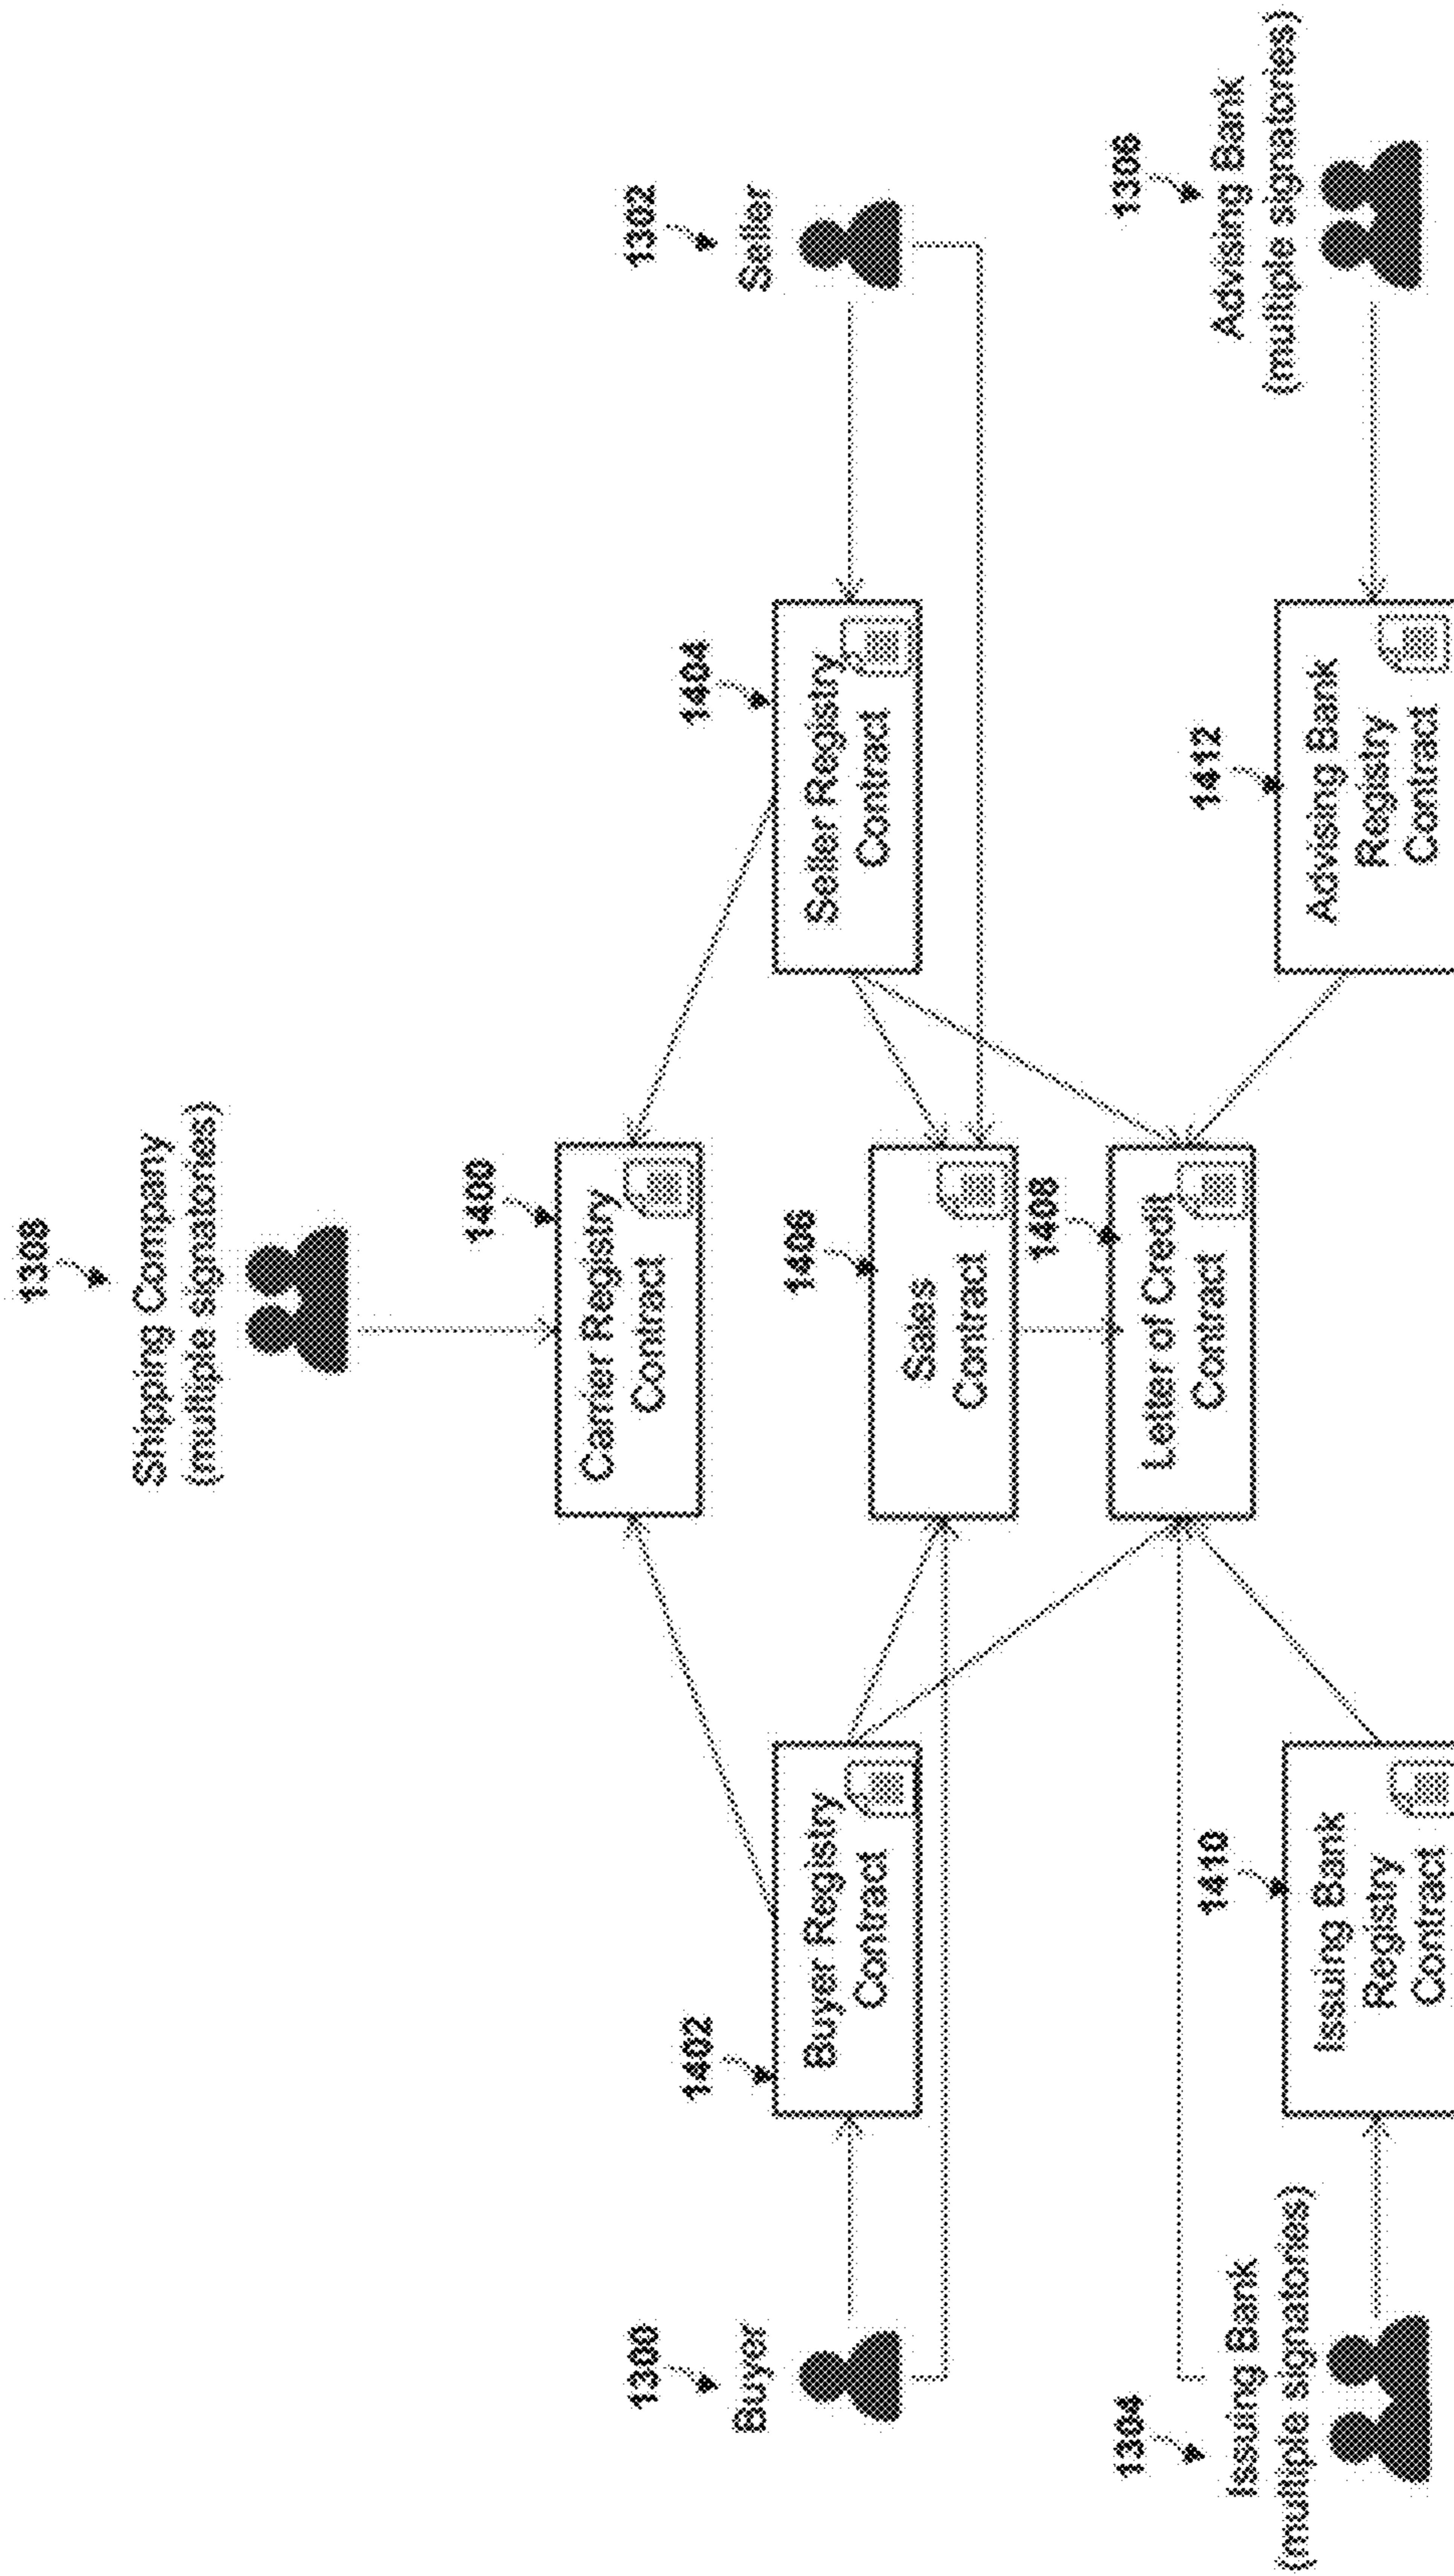 1308
Shipping Company
(multiple signatories)
1400
Carrier Registry
Contract
1300
Buyer
1402
Buyer Registry
Contract
1406
Sales
Contract
1404
Seller Registry
Contract
1302
Seller
1304
Issuing Bank
(multiple signatories)
1410
Issuing Bank
Registry
Contract
1408
Letter of Credit
Contract
1412
Advising Bank
Registry
Contract
1306
Advising Bank
(multiple signatories)